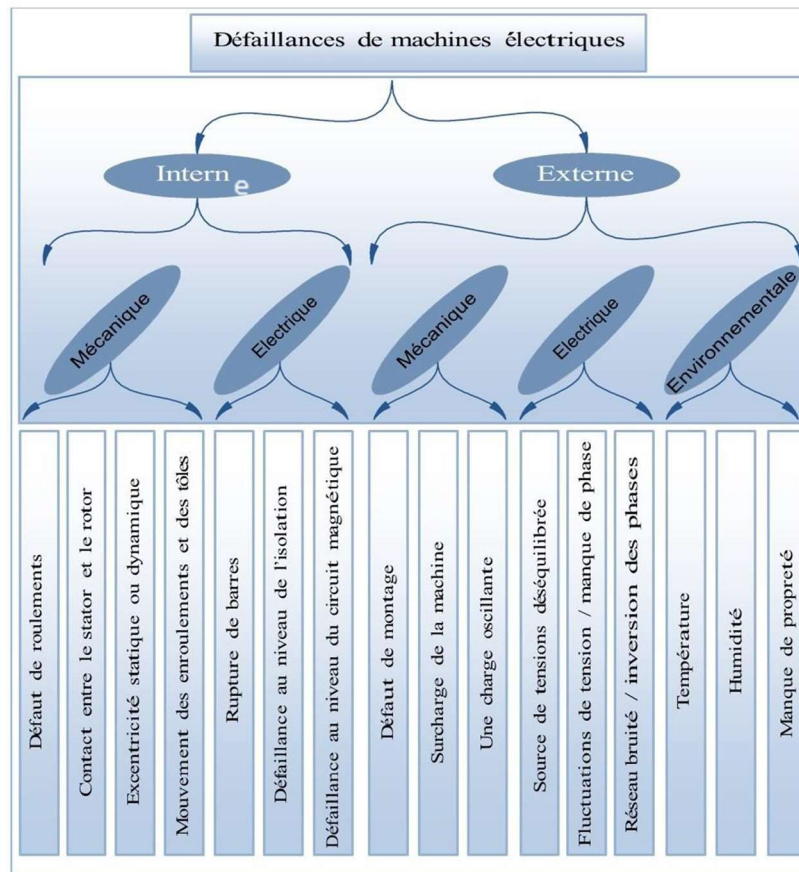 Défaillances de machines électriques
Interne
Externe
Mécanique
Electrique
Mécanique
Electrique
Environnementale
Défaut de roulements
Contact entre le stator et le rotor
Excentricité statique ou dynamique
Mouvement des enroulements et des tôles
Rupture de barres
Défaillance au niveau de l'isolation
Défaillance au niveau du circuit magnétique
Défaut de montage
Surcharge de la machine
Une charge oscillante
Source de tensions déséquilibrée
Fluctuations de tension / manque de phase
Réseau bruité / inversion des phases
Température
Humidité
Manque de propreté